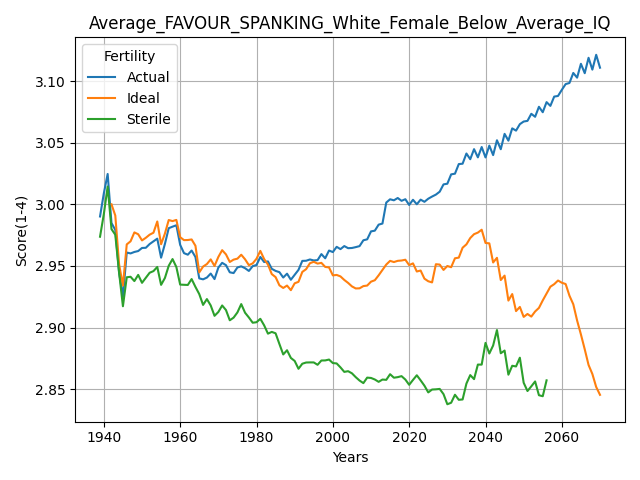 Average_FAVOUR_SPANKING_White_Female_Below_Average_IQ
Fertility
Actual
Ideal
Sterile
3.10
3.05
3.00
2.95
2.90
2.85
Score(1-4)
1940 1960 1980 2000 2020 2040 2060
Years